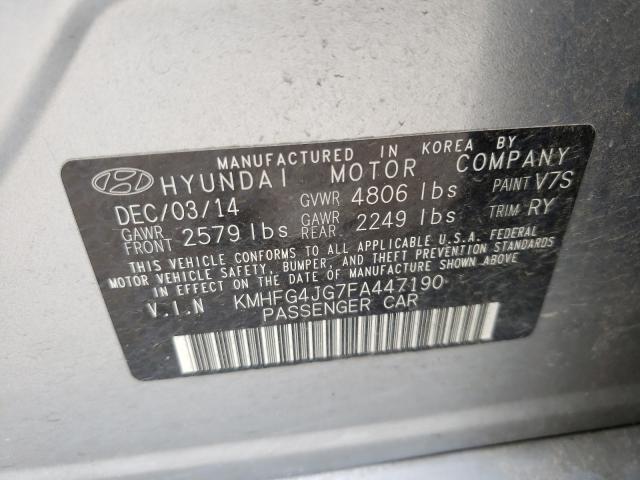 MANUFACTURED IN KOREA BY
HYUNDAI MOTOR COMPANY
DEC/03/14 GVWR 4806 lbs PAINT V7S
GAWR FRONT 2579 lbs GAWR REAR 2249 lbs TRIM RY
THIS VEHICLE CONFORMS TO ALL APPLICABLE U.S.A. FEDERAL
MOTOR VEHICLE SAFETY, BUMPER, AND THEFT PREVENTION STANDARDS
IN EFFECT ON THE DATE OF MANUFACTURE SHOWN ABOVE
V.I.N KMHFG4JG7FA447190
PASSENGER CAR